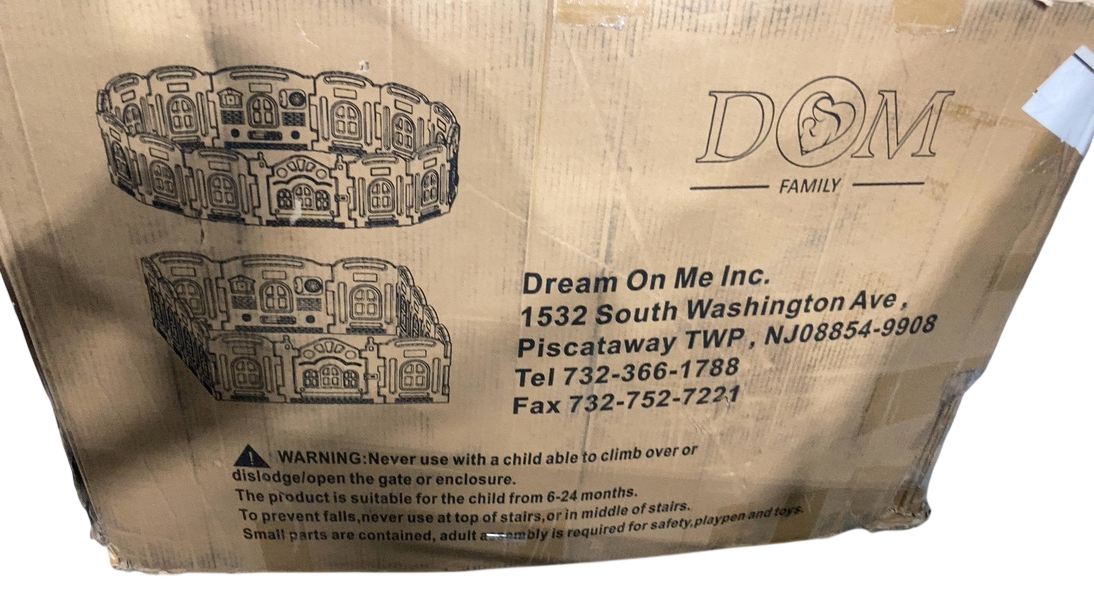 DOM
FAMILY
Dream On Me Inc.
1532 South Washington Ave,
Piscataway TWP, NJ08854-9908
Tel 732-366-1788
Fax 732-752-7221
WARNING:Never use with a child able to climb over or
dislodge/open the gate or enclosure.
The product is suitable for the child from 6-24 months.
To prevent falls,never use at top of stairs,or in middle of stairs.
Small parts are contained, adult assembly is required for safety,playpen and toys.